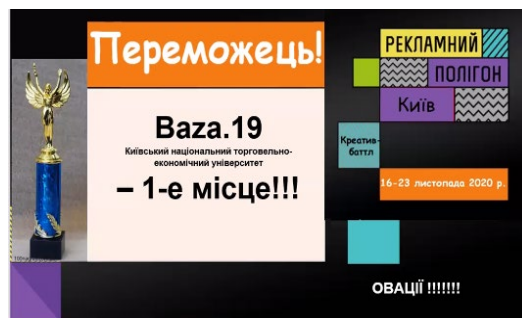 Переможець!
Baza.19
Київський національний торговельно-
економічний університет
– 1-е місце!!!
РЕКЛАМНИЙ
ПОЛІГОН
Київ
Креатив-
баттл
16-23 листопада 2020 р.
ОВАЦІЇ !!!!!!!